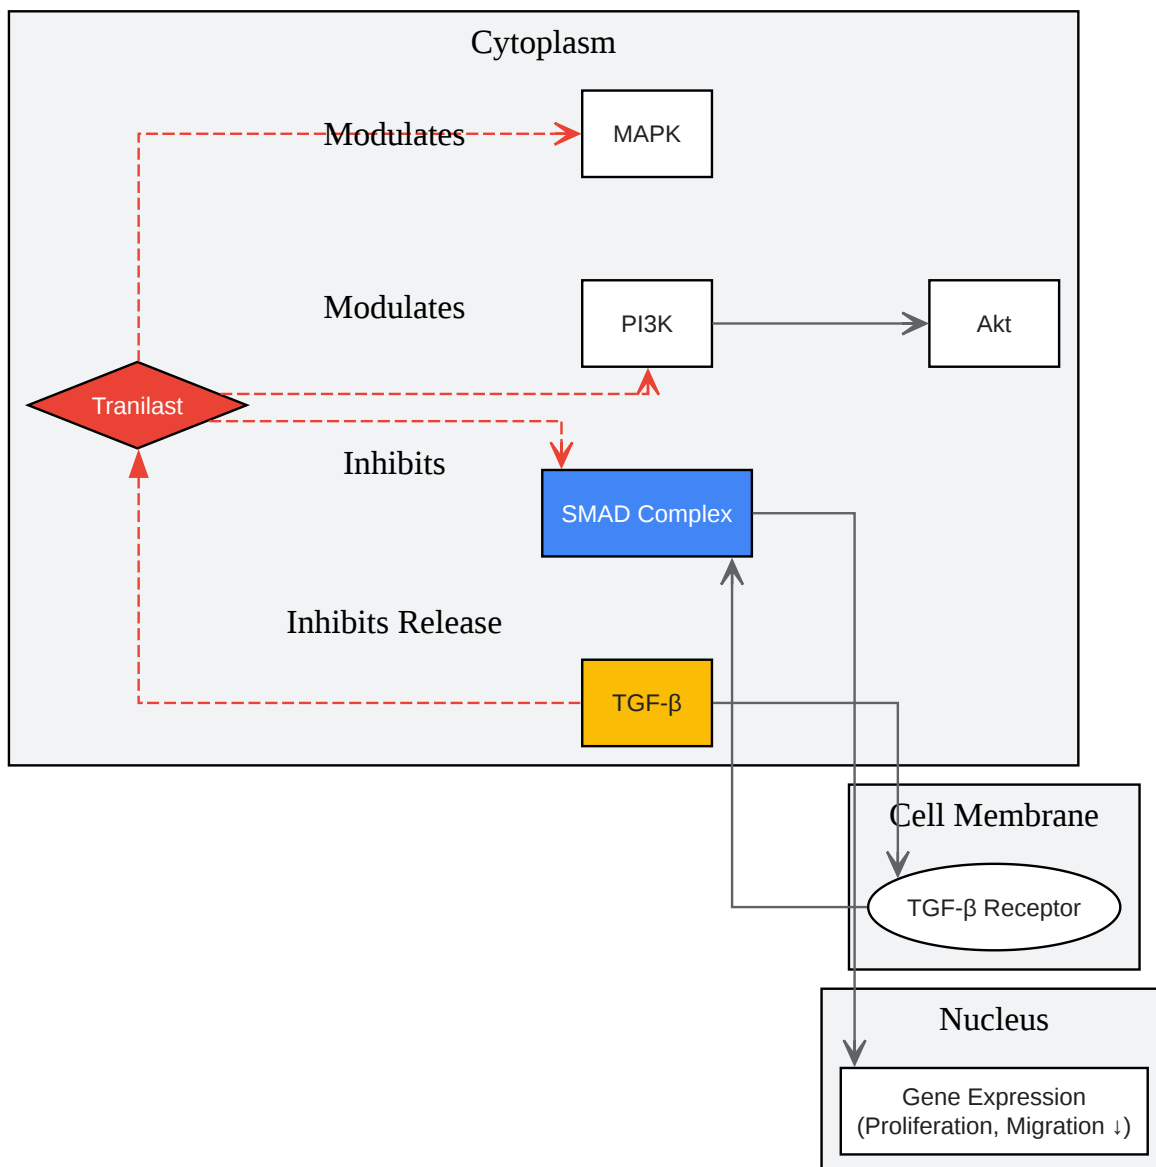 Cytoplasm
Modulates
MAPK
Modulates
PI3K
Akt
Tranilast
Inhibits
SMAD Complex
Inhibits Release
TGF-β
Cell Membrane
TGF-β Receptor
Nucleus
Gene Expression
(Proliferation, Migration ↓)